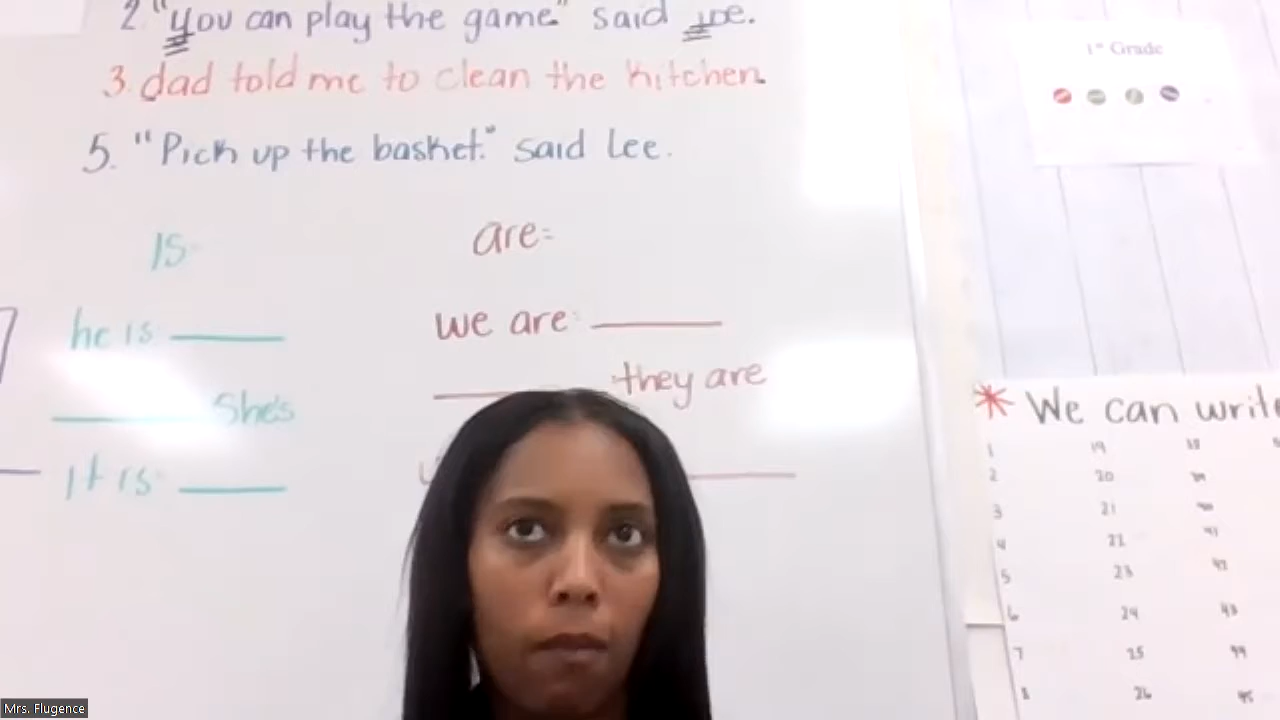 2. "you can play the game." said joe.
3. dad told me to clean the kitchen.
5. "Pick up the basket." said Lee.
is:
are:
he is:
we are:
She's
they are
it is:
1st Grade
* We can write
1 19
2 20
3 21
4 22
5 23
6 24 43
7 25 44
8 26 45
Mrs. Flugence